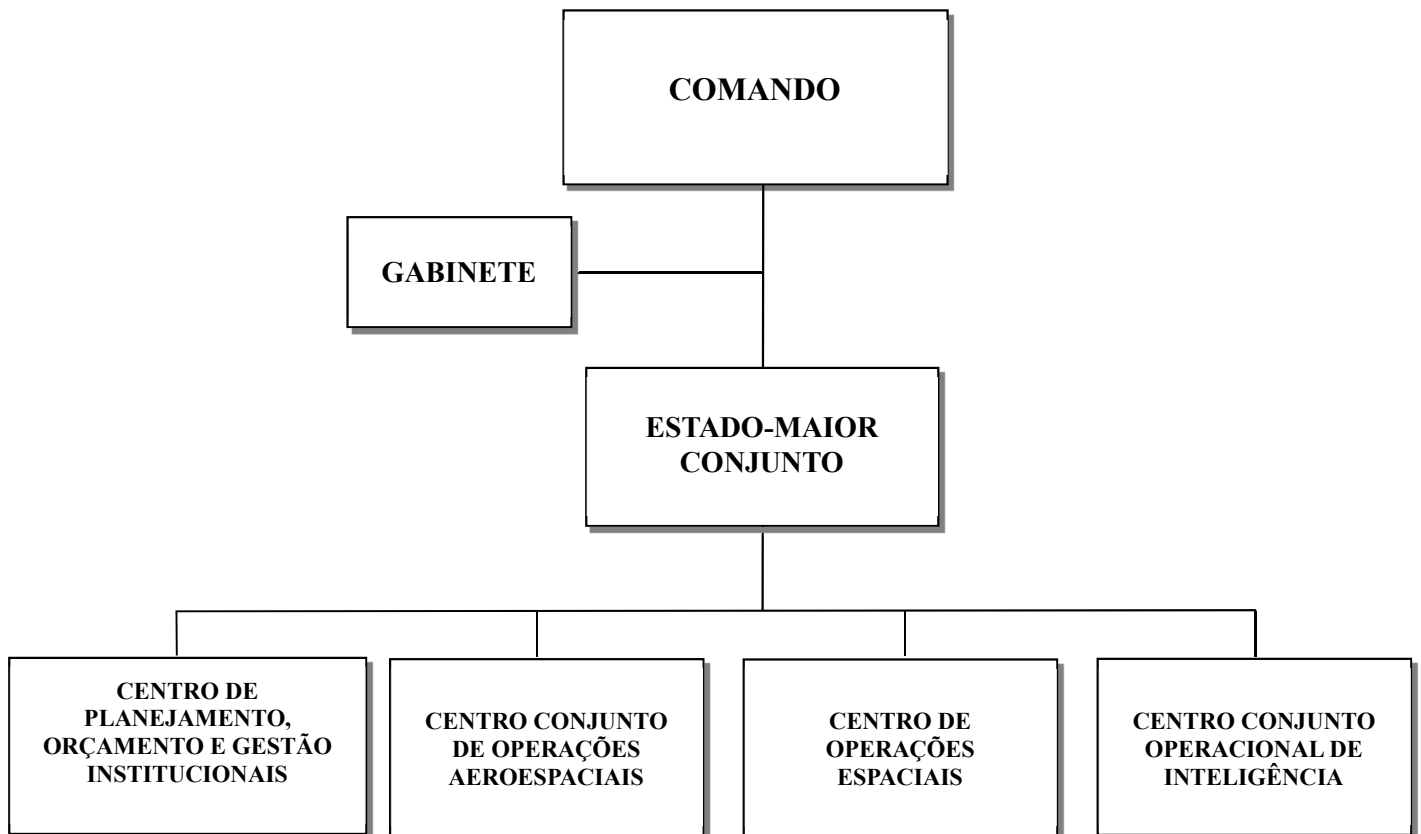 COMANDO
GABINETE
ESTADO-MAIOR
CONJUNTO
CENTRO DE
PLANEJAMENTO,
ORÇAMENTO E GESTÃO
INSTITUCIONAIS
CENTRO CONJUNTO
DE OPERAÇÕES
AEROESPACIAIS
CENTRO DE
OPERAÇÕES
ESPACIAIS
CENTRO CONJUNTO
OPERACIONAL DE
INTELIGÊNCIA